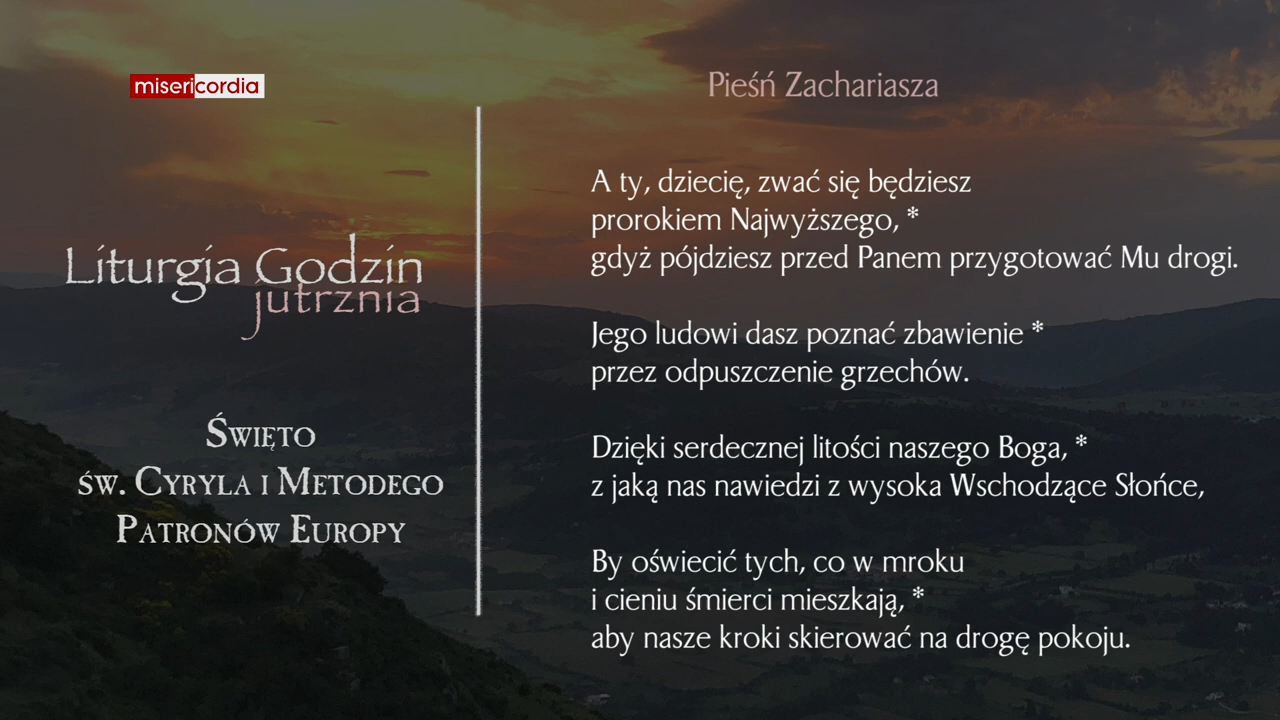 misericordia
Liturgia Godzin
jutrznia
Święto
św. Cyryla i Metodego
Patronów Europy
Pieśń Zachariasza
A ty, dziecię, zwać się będziesz
prorokiem Najwyższego, *
gdyż pójdziesz przed Panem przygotować Mu drogi.
Jego ludowi dasz poznać zbawienie *
przez odpuszczenie grzechów.
Dzięki serdecznej litości naszego Boga, *
z jaką nas nawiedzi z wysoka Wschodzące Słońce,
By oświecić tych, co w mroku
i cieniu śmierci mieszkają, *
aby nasze kroki skierować na drogę pokoju.